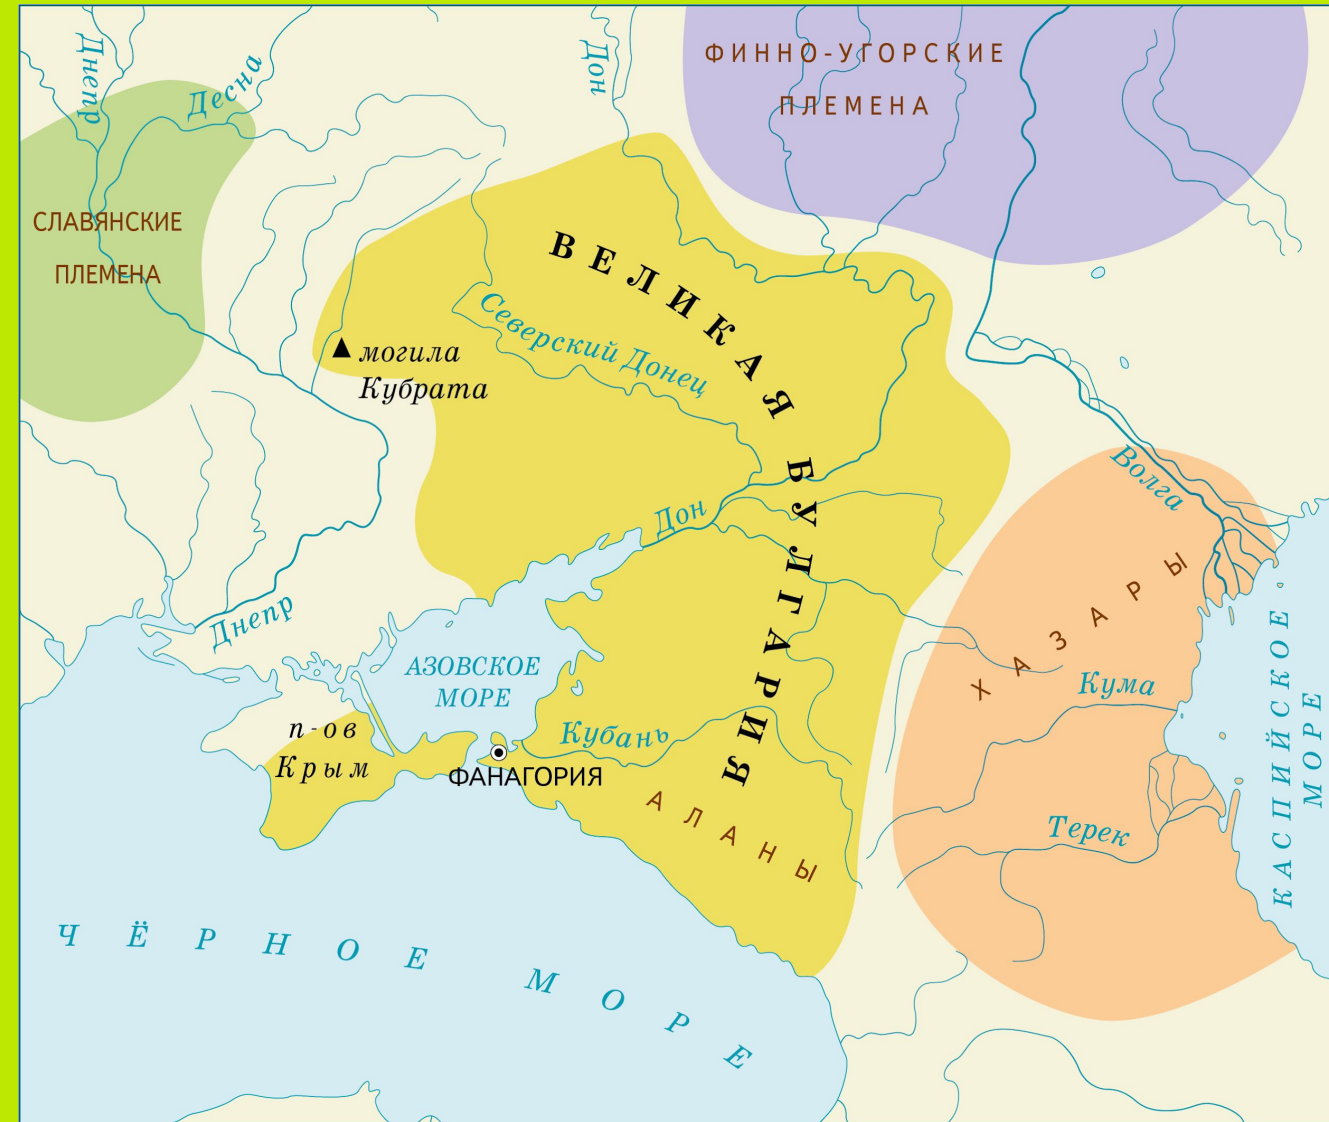 Днепр
Десна
Дон
ФИННО-УГОРСКИЕ
ПЛЕМЕНА
СЛАВЯНСКИЕ
ПЛЕМЕНА
ВЕЛИКАЯ БУЛГАРИЯ
Северский Донец
могила
Кубрата
Волга
Дон
Днепр
ХАЗАРЫ
АЗОВСКОЕ
МОРЕ
Кума
п-ов
Крым
Кубань
ФАНАГОРИЯ
АЛАНЫ
Терек
КАСПИЙСКОЕ
МОРЕ
ЧЁРНОЕ МОРЕ